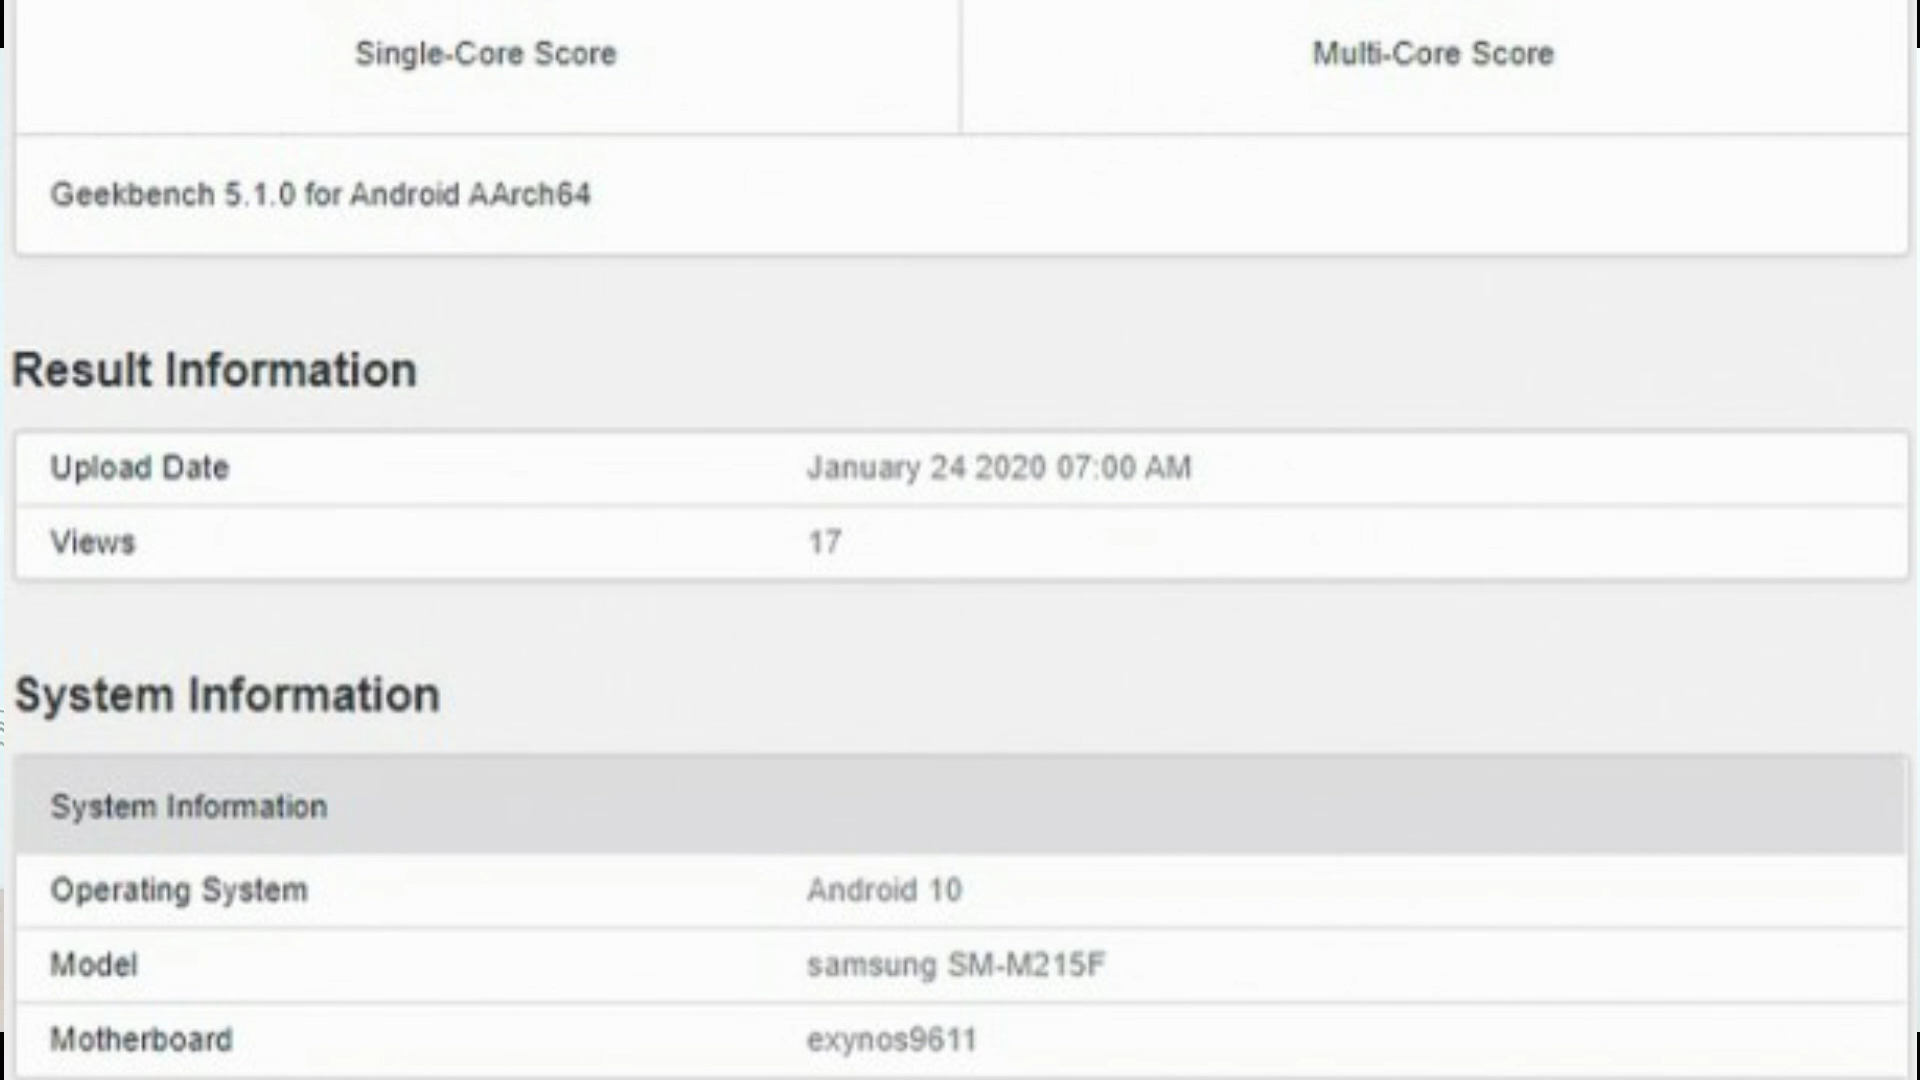 Single-Core Score
Multi-Core Score
Geekbench 5.1.0 for Android AArch64
Result Information
Upload Date January 24 2020 07:00 AM
Views 17
System Information
System Information
Operating System Android 10
Model samsung SM-M215F
Motherboard exynos9611